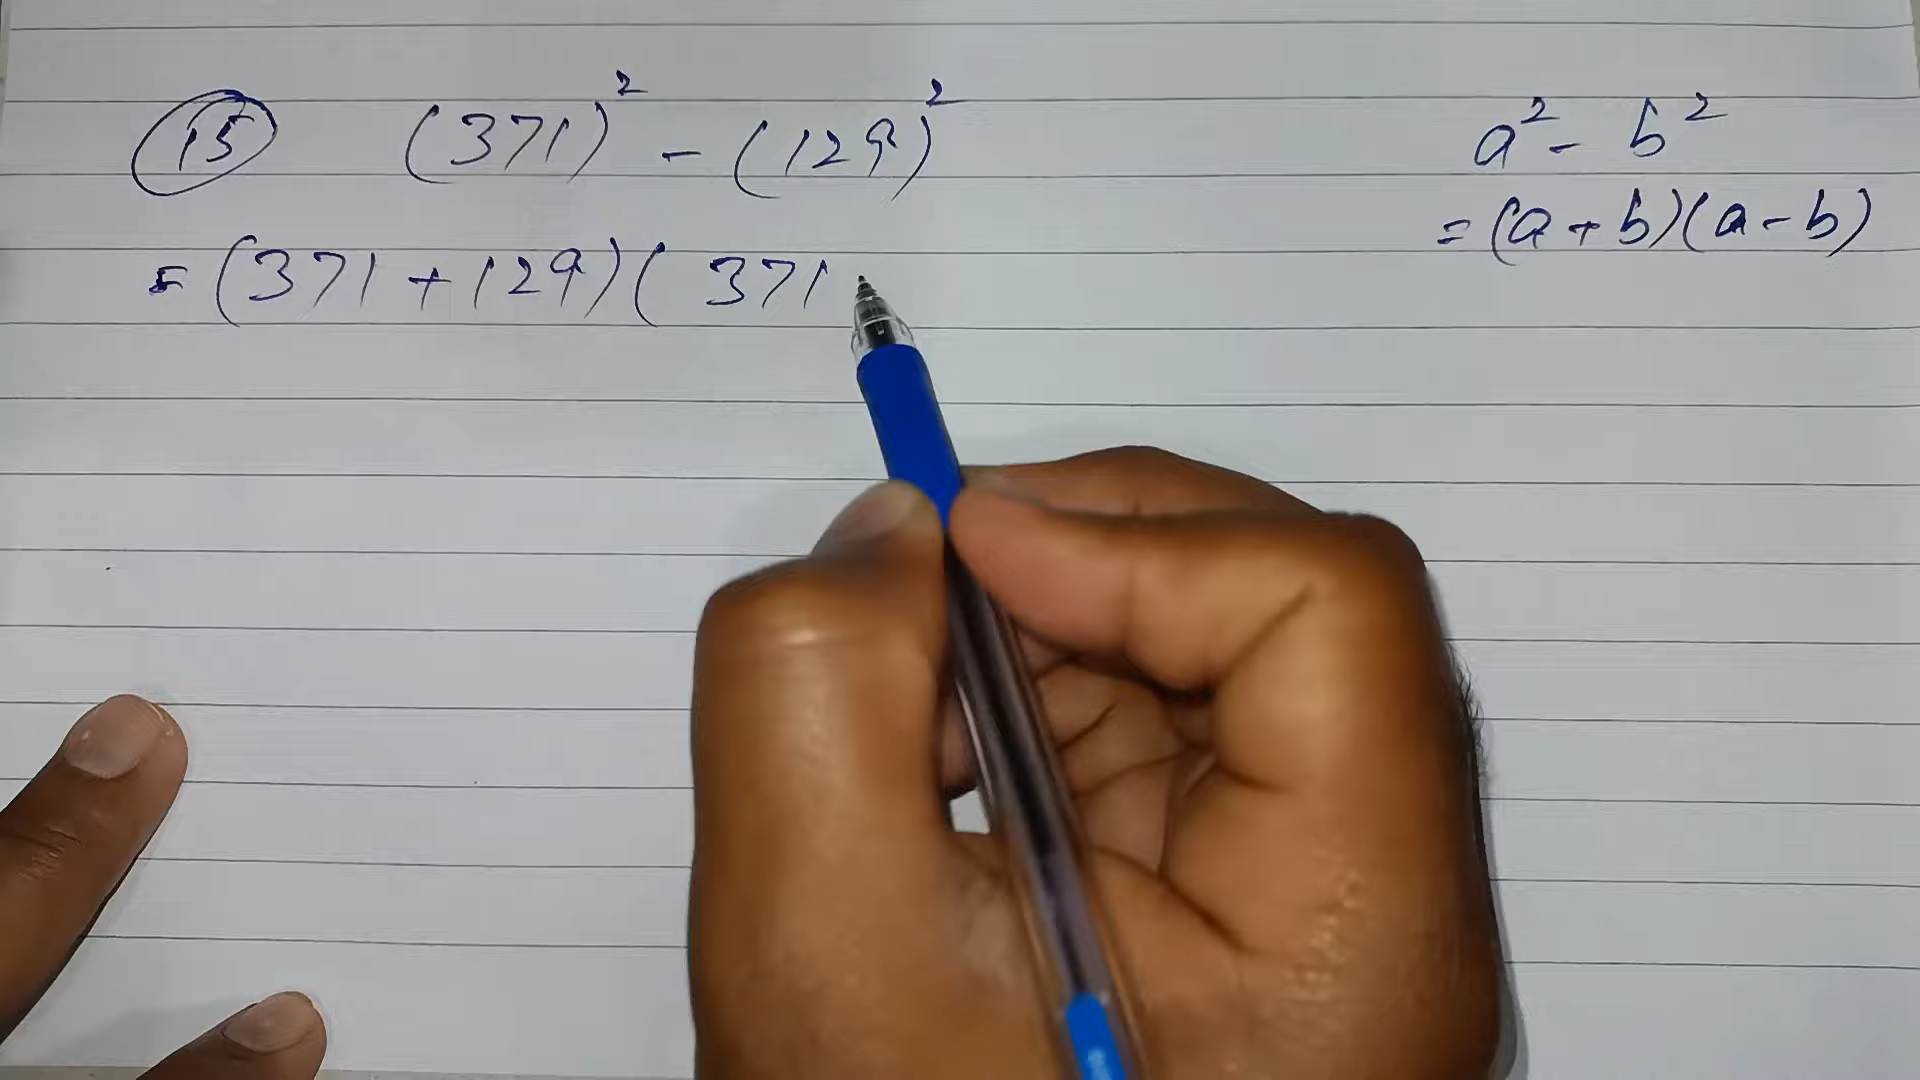 15 (371)² - (129)²
a² - b²
= (a + b)(a - b)
= (371 + 129)( 371